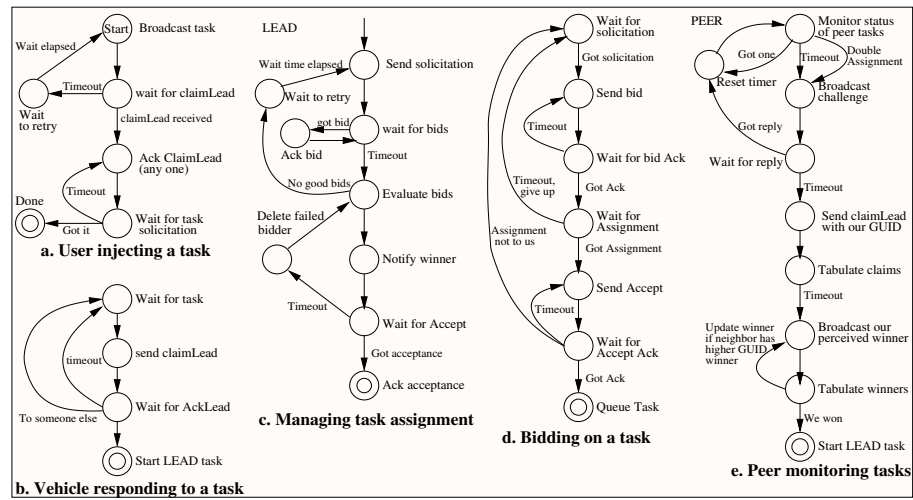 Start
Broadcast task
Wait elapsed
Timeout
wait for claimLead
Wait
to retry
claimLead received
Ack ClaimLead
(any one)
Timeout
Done
Wait for task
solicitation
Got it
a. User injecting a task
Wait for task
send claimLead
timeout
Wait for AckLead
To someone else
Start LEAD task
b. Vehicle responding to a task
LEAD
Send solicitation
Wait time elapsed
Wait to retry
got bid
wait for bids
Ack bid
Timeout
No good bids
Evaluate bids
Delete failed
bidder
Notify winner
Timeout
Wait for Accept
Got acceptance
Ack acceptance
c. Managing task assignment
Wait for
solicitation
Got solicitation
Send bid
Timeout
Wait for bid Ack
Got Ack
Timeout,
give up
Wait for
Assignment
Assignment
not to us
Got Assignment
Send Accept
Timeout
Wait for
Accept Ack
Got Ack
Queue Task
d. Bidding on a task
PEER
Monitor status
of peer tasks
Got one
Timeout
Double
Assignment
Reset timer
Broadcast
challenge
Got reply
Wait for reply
Timeout
Send claimLead
with our GUID
Tabulate claims
Timeout
Update winner
if neighbor has
higher GUID
winner
Broadcast our
perceived winner
Tabulate winners
We won
Start LEAD task
e. Peer monitoring tasks